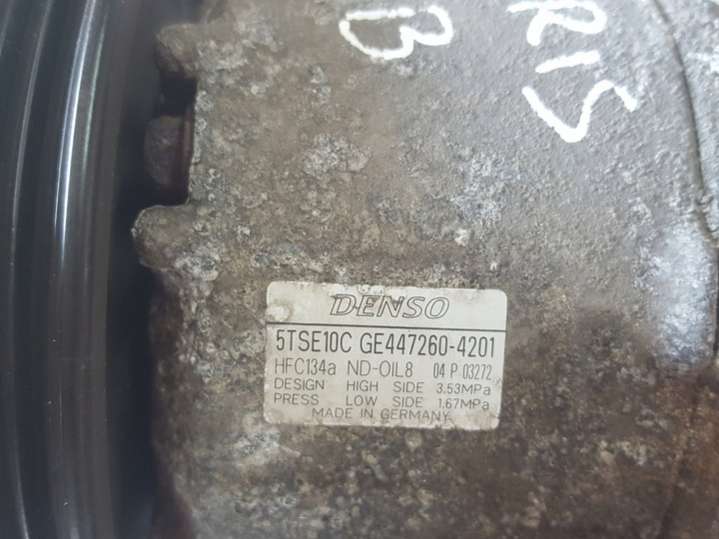 RIS
B
DENSO
5TSE10C GE447260-4201
HFC134a ND-OIL8 04 P 03272
DESIGN HIGH SIDE 3.53MPa
PRESS LOW SIDE 1.67MPa
MADE IN GERMANY